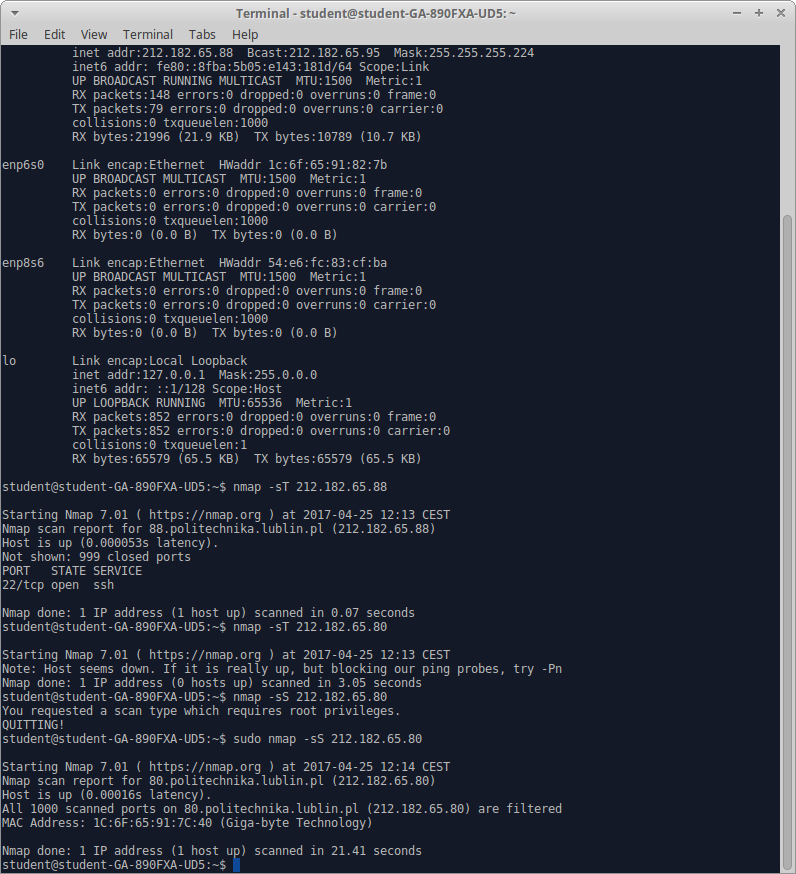 Terminal - student@student-GA-890FXA-UD5: ~
File Edit View Terminal Tabs Help
inet addr:212.182.65.88  Bcast:212.182.65.95  Mask:255.255.255.224
inet6 addr: fe80::8fba:5b05:e143:181d/64 Scope:Link
UP BROADCAST RUNNING MULTICAST  MTU:1500  Metric:1
RX packets:148 errors:0 dropped:0 overruns:0 frame:0
TX packets:79 errors:0 dropped:0 overruns:0 carrier:0
collisions:0 txqueuelen:1000
RX bytes:21996 (21.9 KB)  TX bytes:10789 (10.7 KB)
enp6s0    Link encap:Ethernet  HWaddr 1c:6f:65:91:82:7b
UP BROADCAST MULTICAST  MTU:1500  Metric:1
RX packets:0 errors:0 dropped:0 overruns:0 frame:0
TX packets:0 errors:0 dropped:0 overruns:0 carrier:0
collisions:0 txqueuelen:1000
RX bytes:0 (0.0 B)  TX bytes:0 (0.0 B)
enp8s6    Link encap:Ethernet  HWaddr 54:e6:fc:83:cf:ba
UP BROADCAST MULTICAST  MTU:1500  Metric:1
RX packets:0 errors:0 dropped:0 overruns:0 frame:0
TX packets:0 errors:0 dropped:0 overruns:0 carrier:0
collisions:0 txqueuelen:1000
RX bytes:0 (0.0 B)  TX bytes:0 (0.0 B)
lo        Link encap:Local Loopback
inet addr:127.0.0.1  Mask:255.0.0.0
inet6 addr: ::1/128 Scope:Host
UP LOOPBACK RUNNING  MTU:65536  Metric:1
RX packets:852 errors:0 dropped:0 overruns:0 frame:0
TX packets:852 errors:0 dropped:0 overruns:0 carrier:0
collisions:0 txqueuelen:1
RX bytes:65579 (65.5 KB)  TX bytes:65579 (65.5 KB)
student@student-GA-890FXA-UD5:~$ nmap -sT 212.182.65.88
Starting Nmap 7.01 ( https://nmap.org ) at 2017-04-25 12:13 CEST
Nmap scan report for 88.politechnika.lublin.pl (212.182.65.88)
Host is up (0.000053s latency).
Not shown: 999 closed ports
PORT   STATE SERVICE
22/tcp open  ssh
Nmap done: 1 IP address (1 host up) scanned in 0.07 seconds
student@student-GA-890FXA-UD5:~$ nmap -sT 212.182.65.80
Starting Nmap 7.01 ( https://nmap.org ) at 2017-04-25 12:13 CEST
Note: Host seems down. If it is really up, but blocking our ping probes, try -Pn
Nmap done: 1 IP address (0 hosts up) scanned in 3.05 seconds
student@student-GA-890FXA-UD5:~$ nmap -sS 212.182.65.80
You requested a scan type which requires root privileges.
QUITTING!
student@student-GA-890FXA-UD5:~$ sudo nmap -sS 212.182.65.80
Starting Nmap 7.01 ( https://nmap.org ) at 2017-04-25 12:14 CEST
Nmap scan report for 80.politechnika.lublin.pl (212.182.65.80)
Host is up (0.00016s latency).
All 1000 scanned ports on 80.politechnika.lublin.pl (212.182.65.80) are filtered
MAC Address: 1C:6F:65:91:7C:40 (Giga-byte Technology)
Nmap done: 1 IP address (1 host up) scanned in 21.41 seconds
student@student-GA-890FXA-UD5:~$